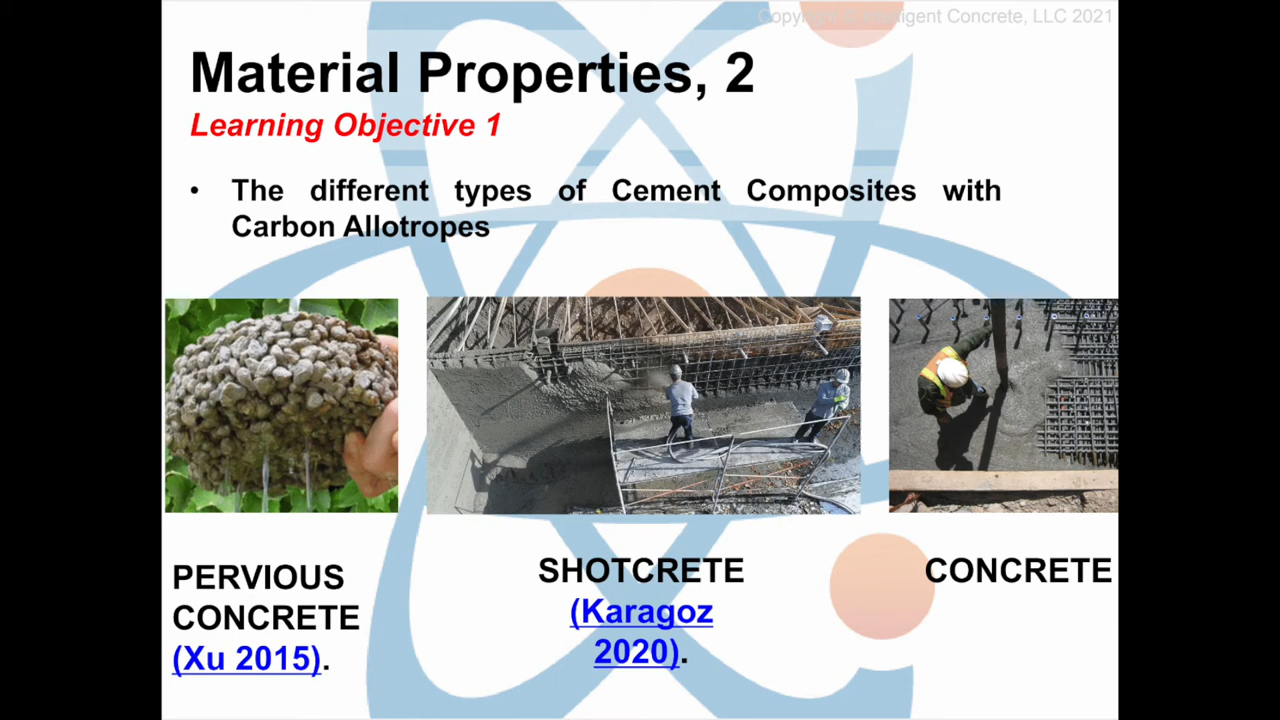 Copyright © Intelligent Concrete, LLC 2021
Material Properties, 2
Learning Objective 1
• The different types of Cement Composites with
Carbon Allotropes
PERVIOUS
CONCRETE
(Xu 2015).
SHOTCRETE
(Karagoz
2020).
CONCRETE